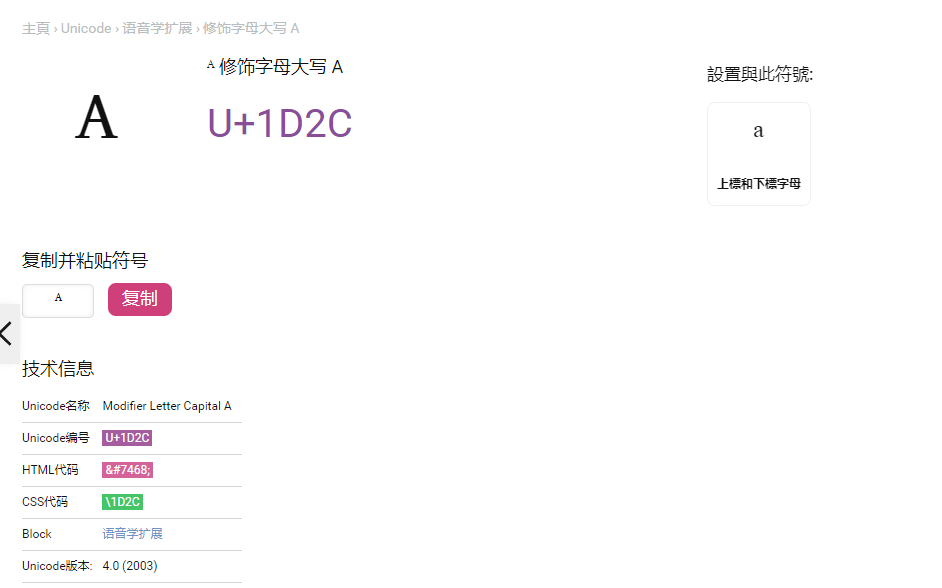 主頁 › Unicode › 语音学扩展 › 修饰字母大写 A
ᴬ 修饰字母大写 A
ᴬ
U+1D2C
設置與此符號:
a
上標和下標字母
复制并粘贴符号
ᴬ 复制
技术信息
Unicode名称 Modifier Letter Capital A
Unicode编号 U+1D2C
HTML代码 &#7468;
CSS代码 \1D2C
Block 语音学扩展
Unicode版本: 4.0 (2003)